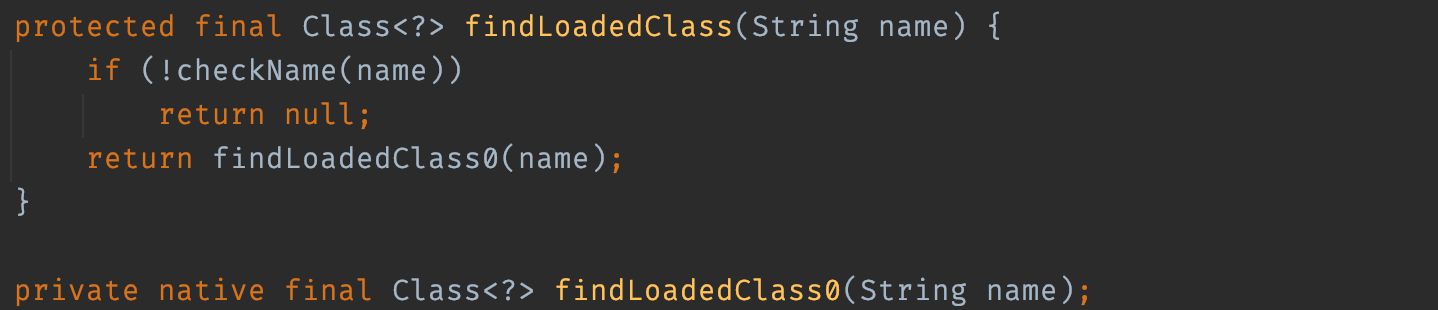 protected final Class<?> findLoadedClass(String name) {
    if (!checkName(name))
        return null;
    return findLoadedClass0(name);
}

private native final Class<?> findLoadedClass0(String name);